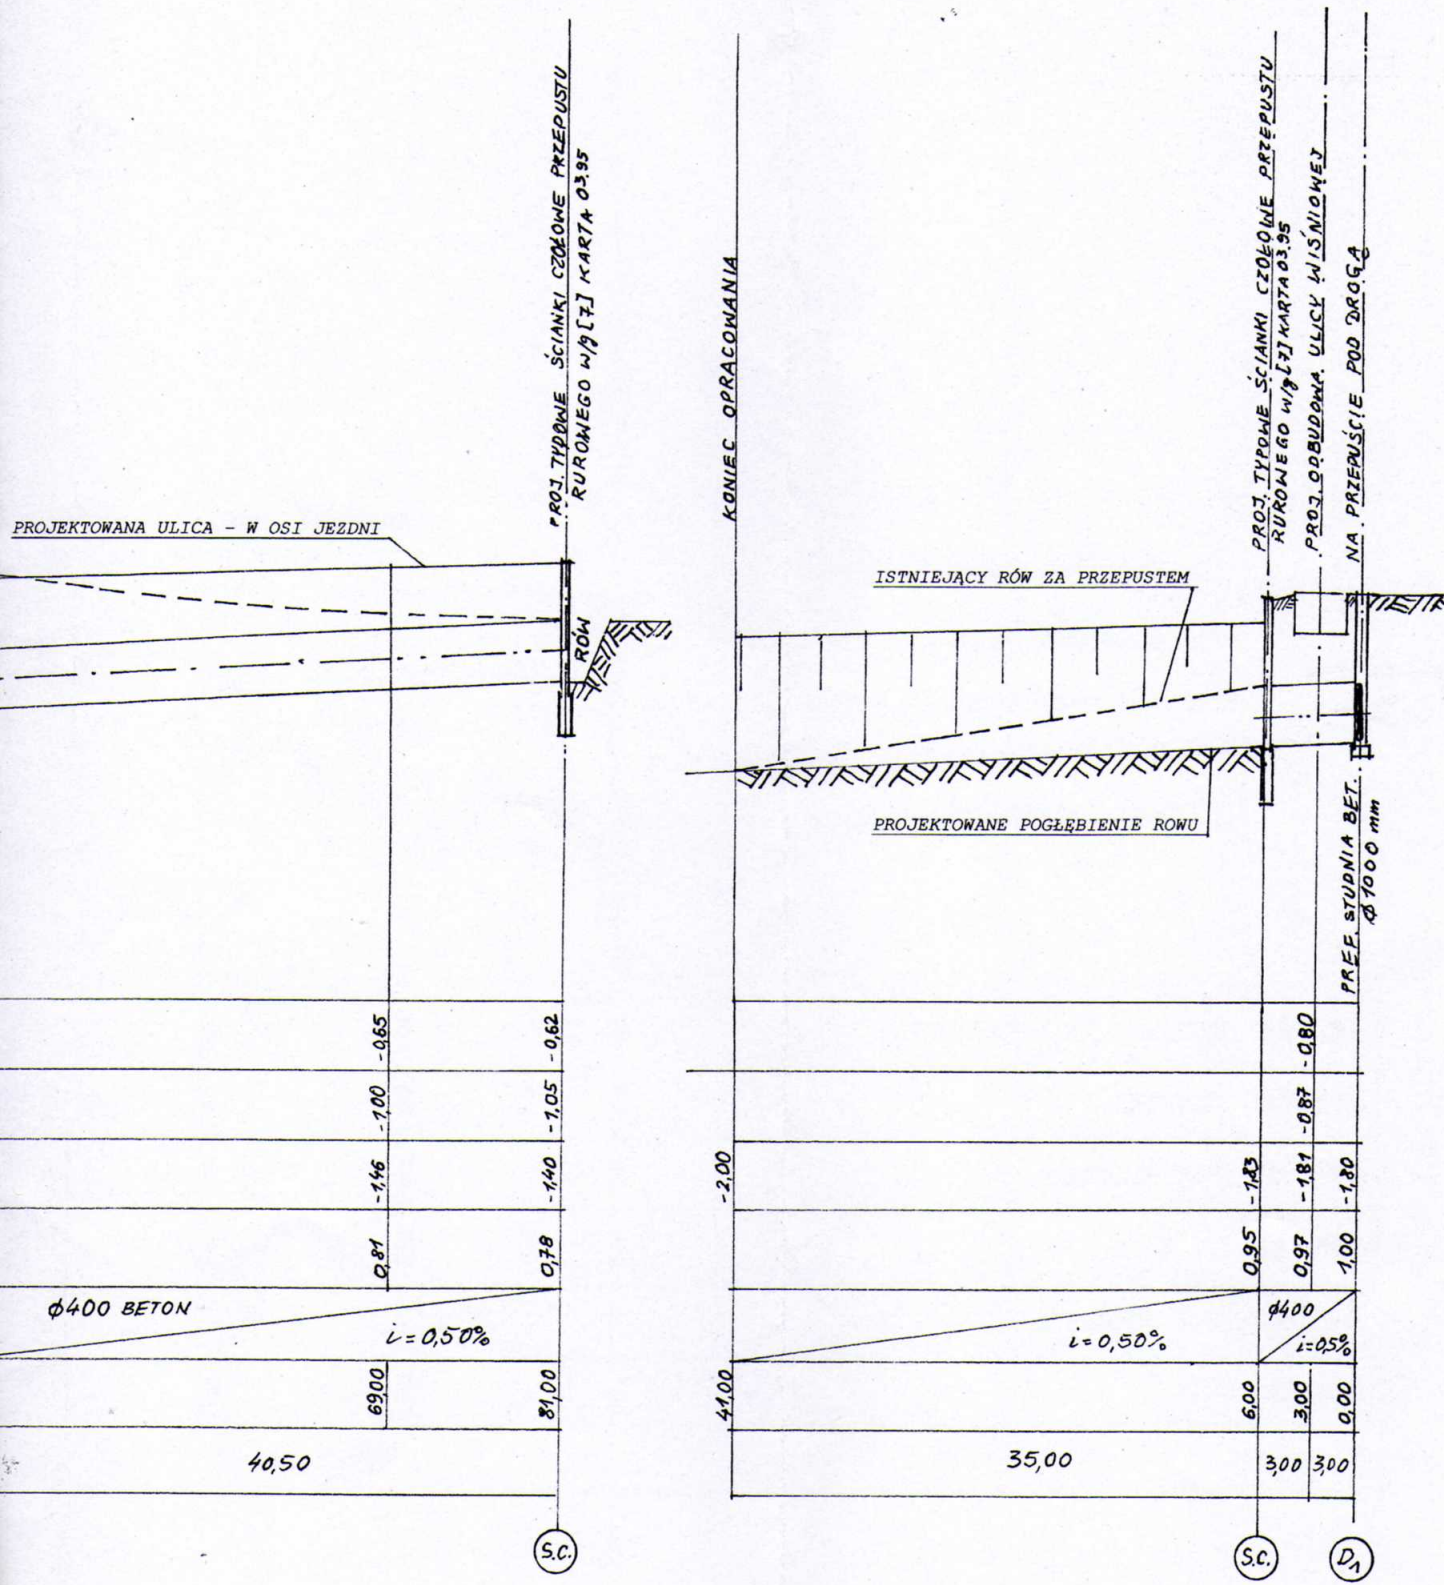 PROJ. TYPOWE ŚCIANKI CZOŁOWE PRZEPUSTU
RUROWEGO W/g [7] KARTA 03.95
PROJEKTOWANA ULICA - W OSI JEZDNI
RÓW
-0,65
-0,62
-1,00
-1,05
-1,46
-1,40
0,81
0,78
φ400 BETON
i=0,50%
69,00
81,00
40,50
S.C.
KONIEC OPRACOWANIA
PROJ. TYPOWE ŚCIANKI CZOŁOWE PRZEPUSTU
RUROWEGO W/g [7] KARTA 03.95
PROJ. ODBUDOWA ULICY WIŚNIOWEJ
NA PRZEPUŚCIE POD DROGĄ
ISTNIEJĄCY RÓW ZA PRZEPUSTEM
PROJEKTOWANE POGŁĘBIENIE ROWU
PREF. STUDNIA BET.
φ1000 mm
-0,80
-0,87
-2,00
-1,83
-1,81
-1,80
0,95
0,97
1,00
φ400
i=0,50%
i=0,5%
41,00
6,00
3,00
0,00
35,00
3,00
3,00
S.C.
D1